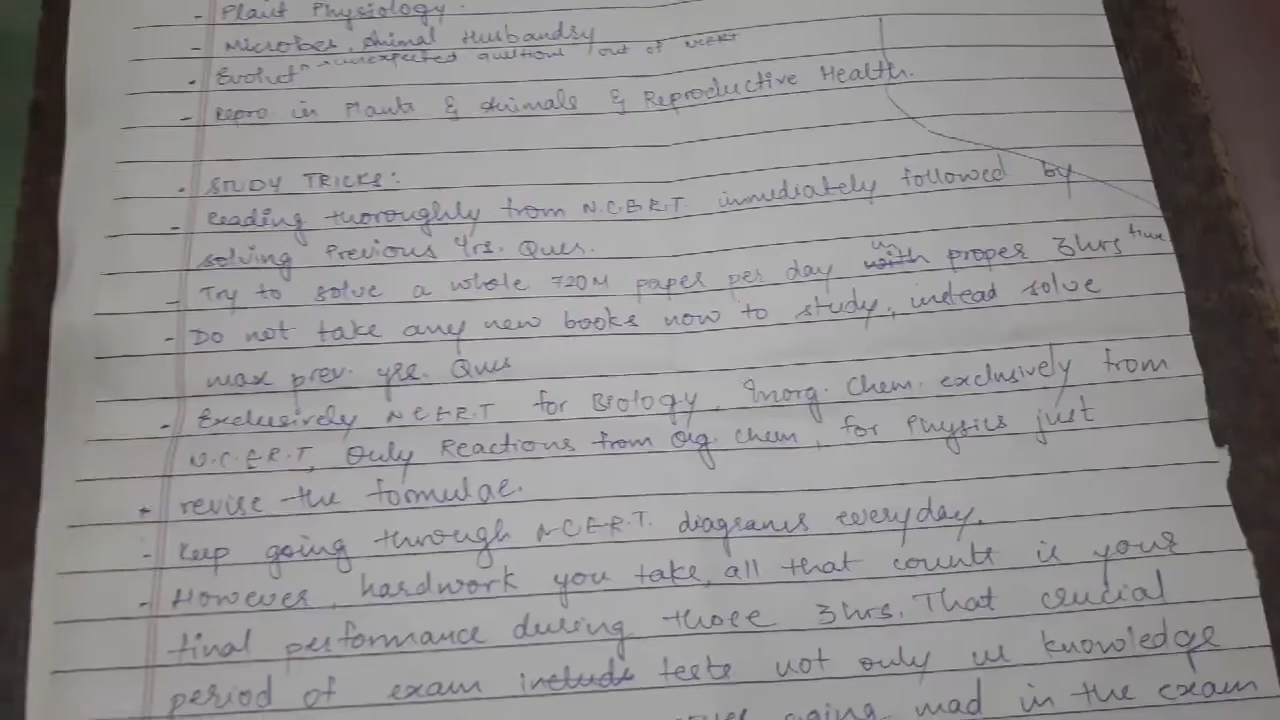 - Plant Physiology.
- Microbes, Animal Husbandry
- Evolutn → unexpected questions out of NCERT
- Repro in Plants & Animals & Reproductive Health.
- STUDY TRICKS:
- Reading thoroughly from N.C.E.R.T. immediately followed by
solving Previous Yrs. Ques.
- Try to solve a whole 720M paper per day with proper 3hrs time
- Do not take any new books now to study, instead solve
max prev. yrs. Ques
- Exclusively NCERT for Biology, Inorg. Chem. exclusively from
N.C.E.R.T, Only Reactions from Org. Chem, for Physics just
revise the formulae.
- Keep going through NCERT. diagrams everyday.
- However, hardwork you take, all that counts is your
final performance during those 3hrs. That crucial
period of exam tests not only ur knowledge
going mad in the exam